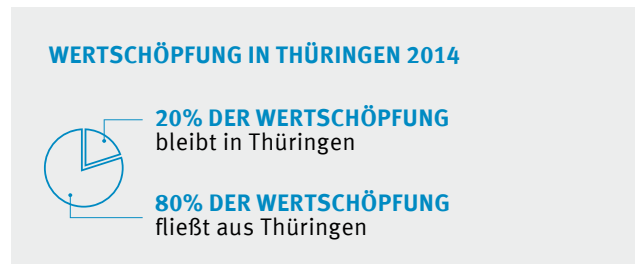 WERTSCHÖPFUNG IN THÜRINGEN 2014
20% DER WERTSCHÖPFUNG
bleibt in Thüringen
80% DER WERTSCHÖPFUNG
fließt aus Thüringen